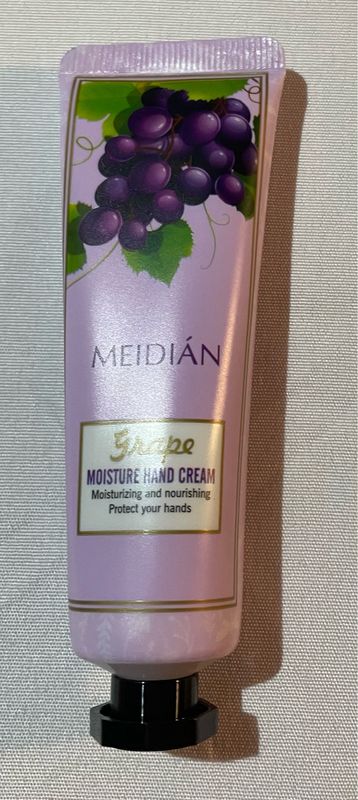 MEIDIÁN
grape
MOISTURE HAND CREAM
Moisturizing and nourishing
Protect your hands